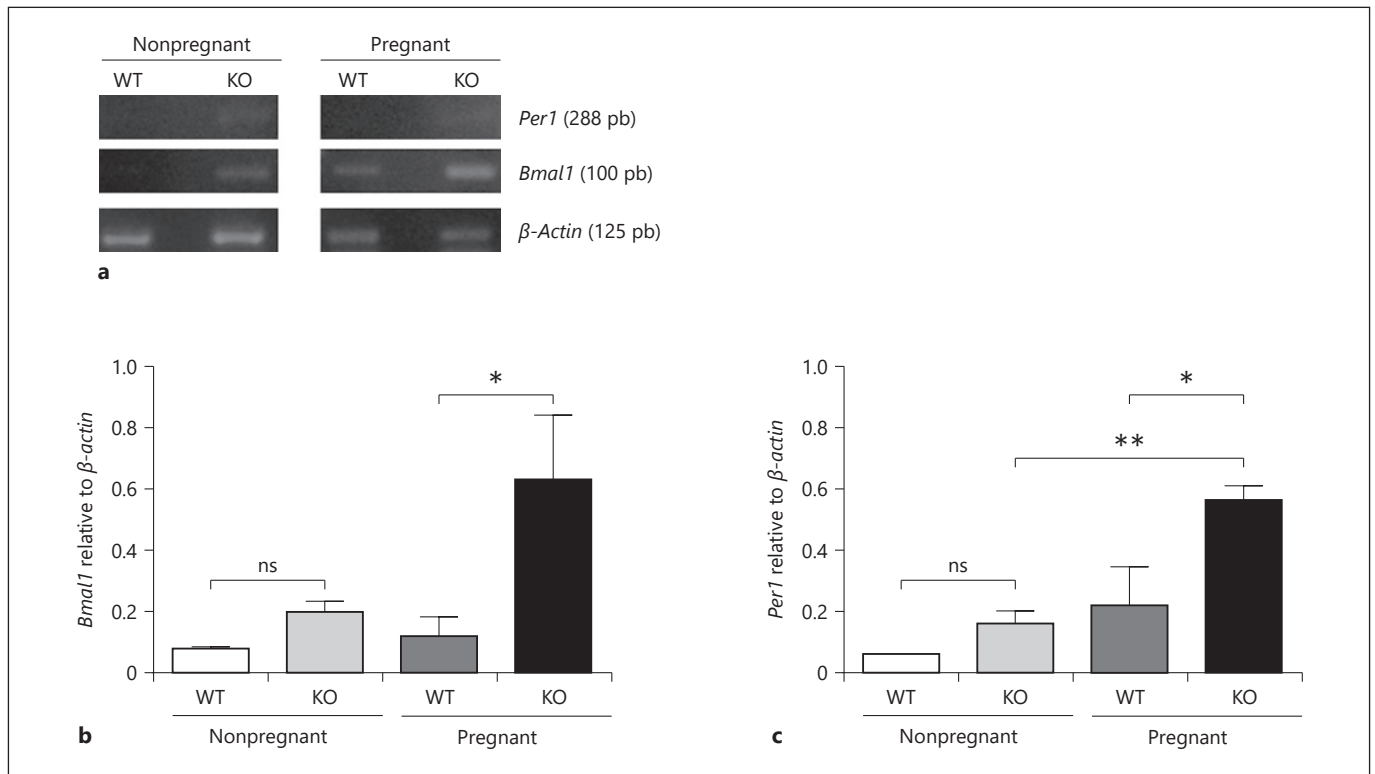 Nonpregnant Pregnant
WT KO WT KO
Per1 (288 pb)
Bmal1 (100 pb)
β-Actin (125 pb)
a
Bmal1 relative to β-actin
1.0
0.8
0.6
0.4
0.2
0
ns
*
WT KO WT KO
Nonpregnant Pregnant
b
Per1 relative to β-actin
1.0
0.8
0.6
0.4
0.2
0
ns
**
*
WT KO WT KO
Nonpregnant Pregnant
c